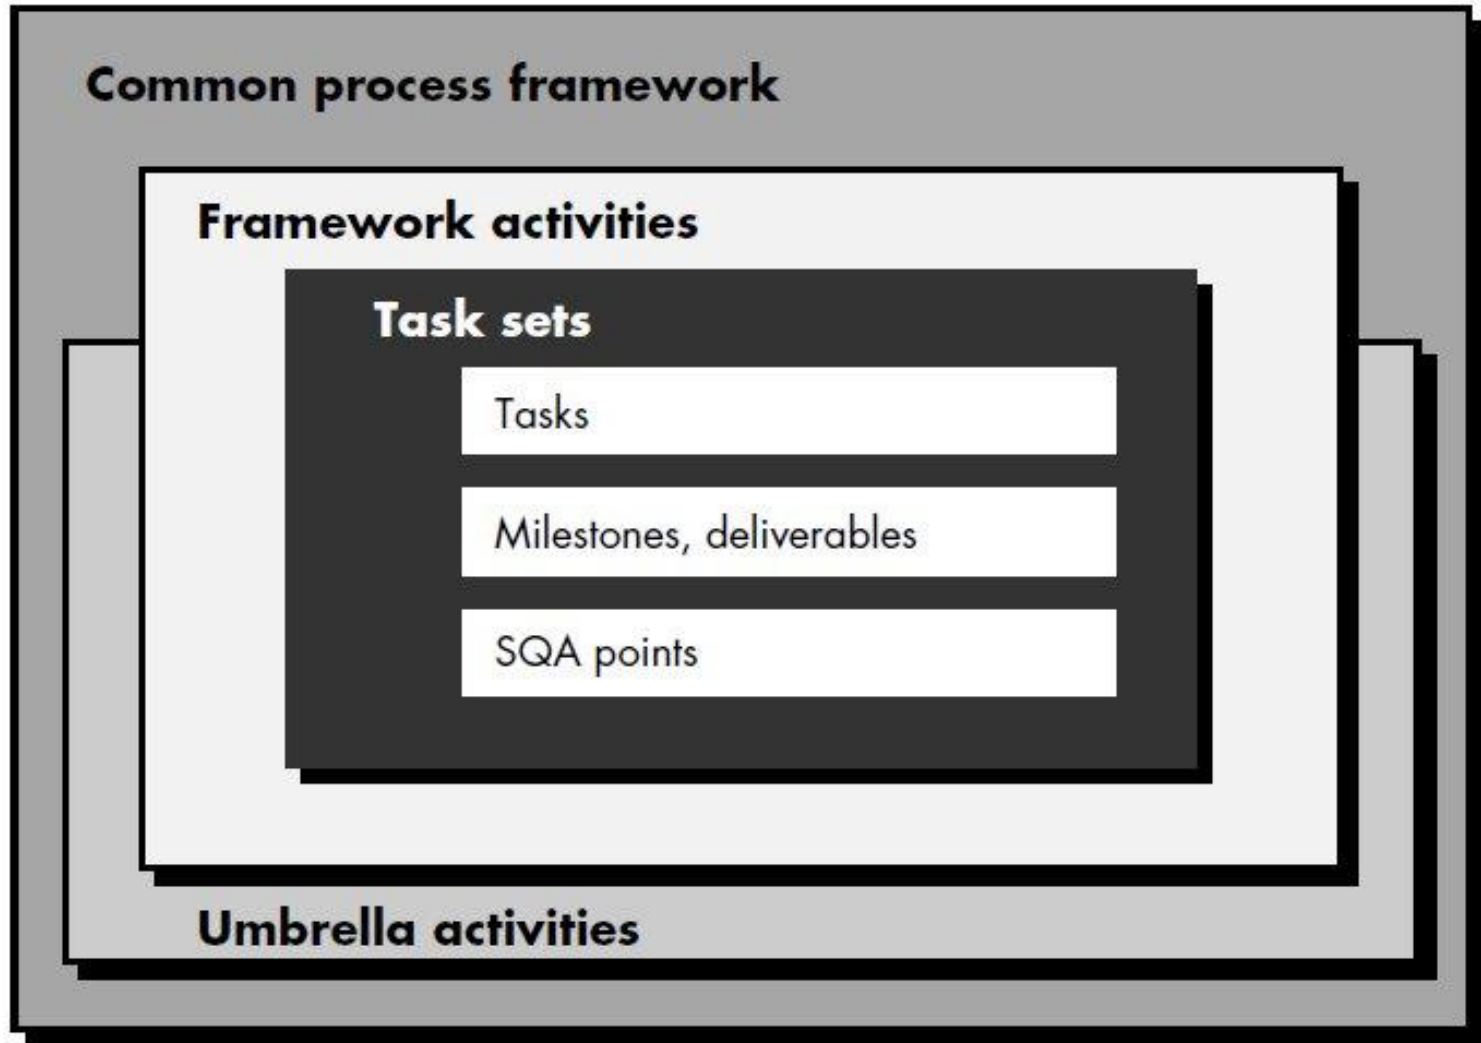 Common process framework
Framework activities
Task sets
Tasks
Milestones, deliverables
SQA points
Umbrella activities